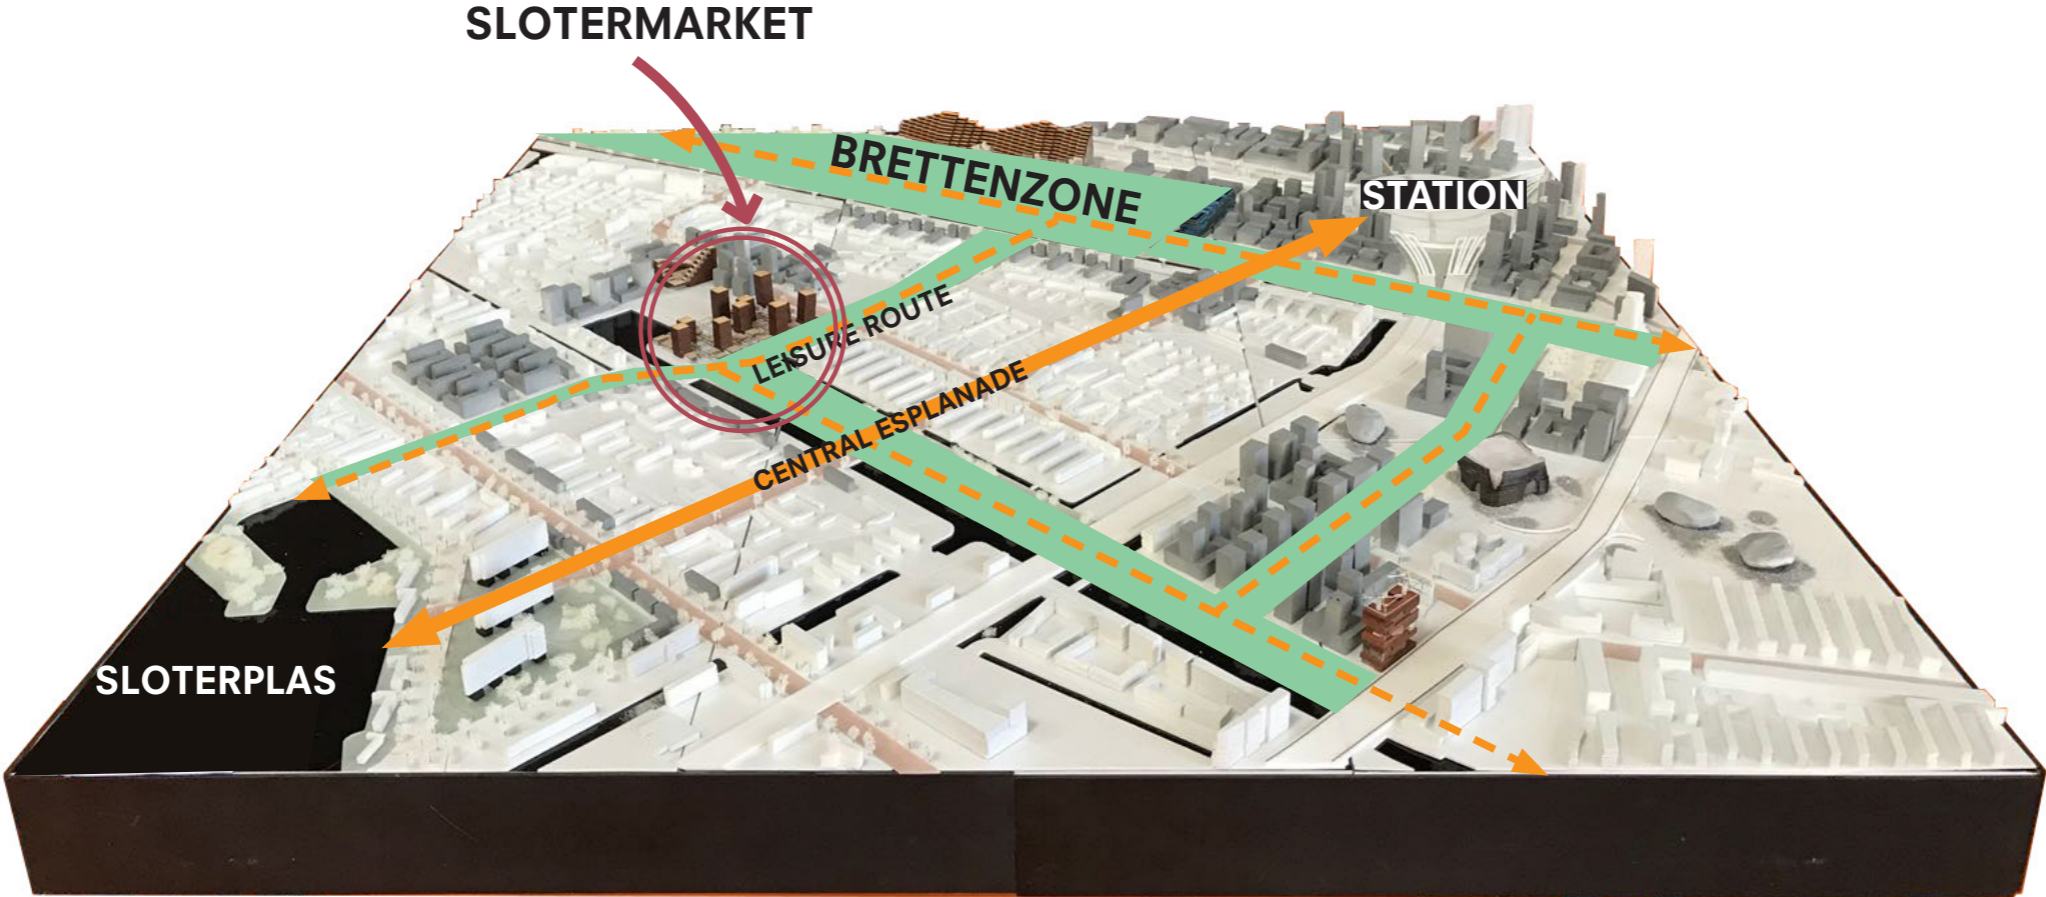 SLOTERMARKET
BRETTENZONE
STATION
LEISURE ROUTE
CENTRAL ESPLANADE
SLOTERPLAS